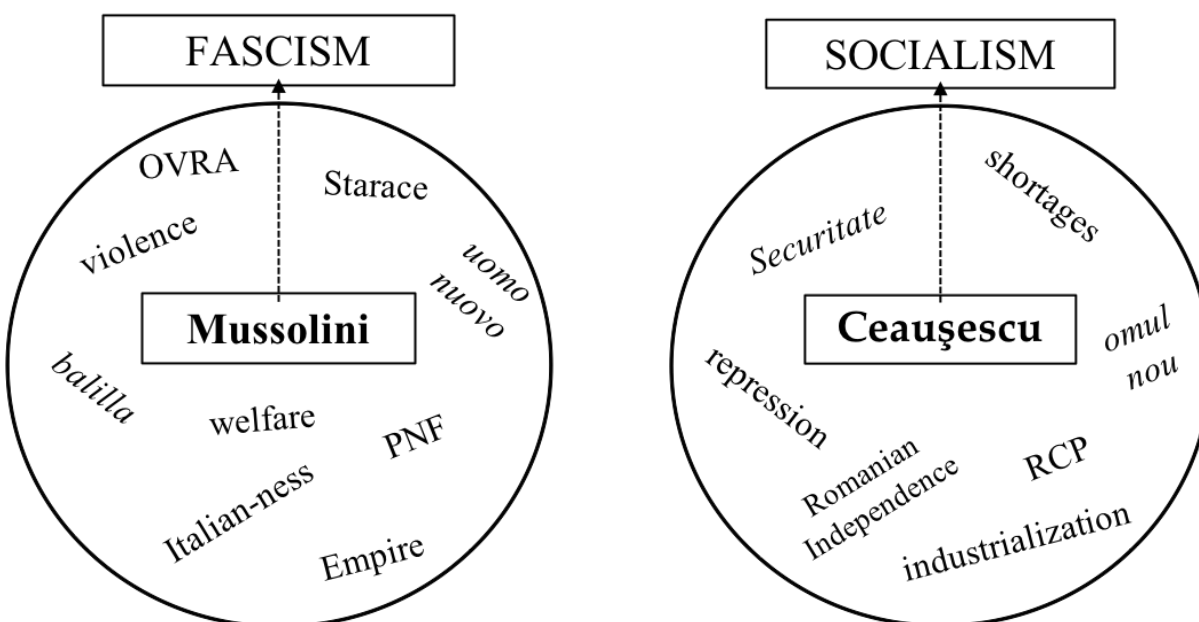 FASCISM
OVRA
Starace
violence
uomo
nuovo
Mussolini
balilla
welfare
PNF
Italian-ness
Empire
SOCIALISM
shortages
Securitate
Ceauşescu
omul
nou
repression
Romanian
Independence
RCP
industrialization